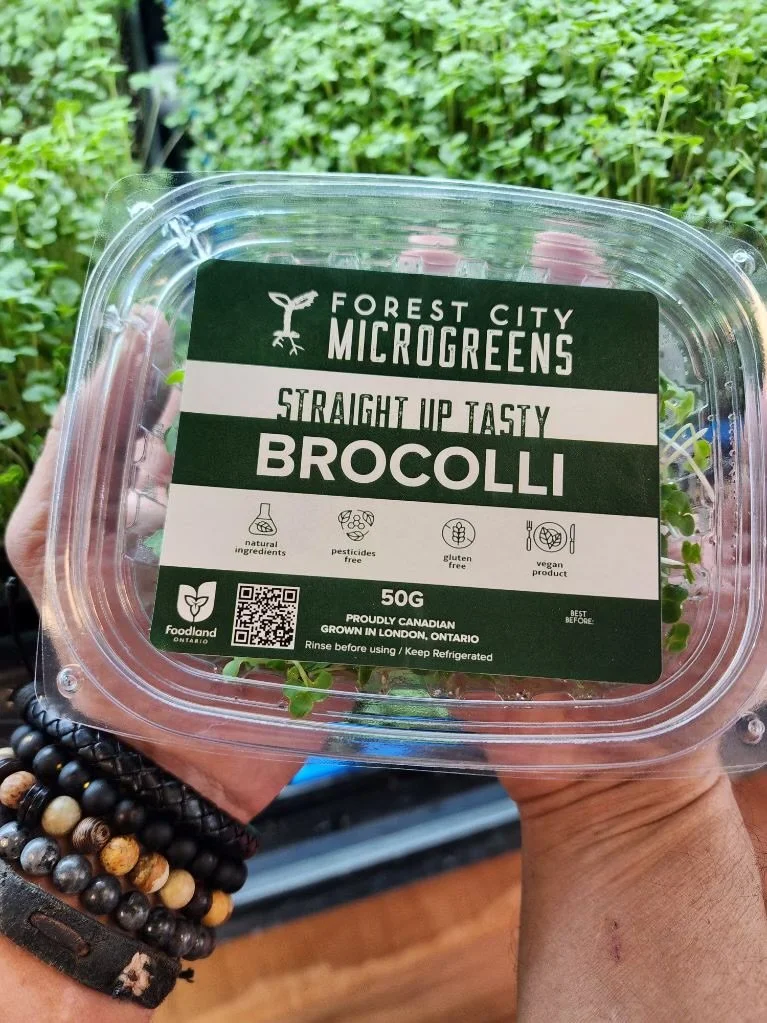 FOREST CITY
MICROGREENS
STRAIGHT UP TASTY
BROCOLLI
natural
ingredients
pesticides
free
gluten
free
vegan
product
Foodland
ONTARIO
50G
PROUDLY CANADIAN
GROWN IN LONDON, ONTARIO
Rinse before using / Keep Refrigerated
BEST
BEFORE: